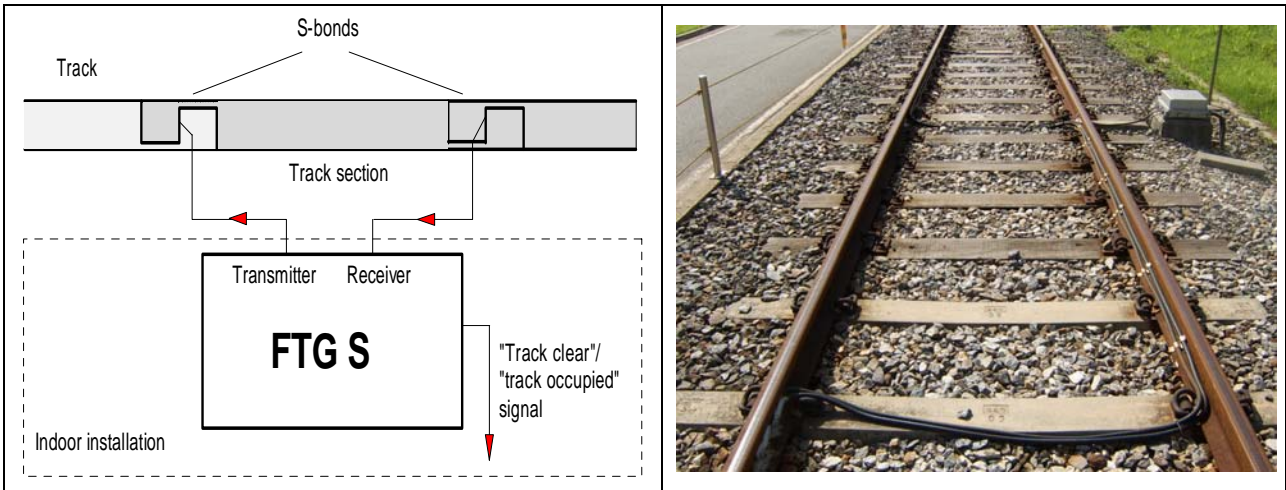 S-bonds
Track
Track section
Transmitter Receiver
FTG S
"Track clear"/
"track occupied"
signal
Indoor installation